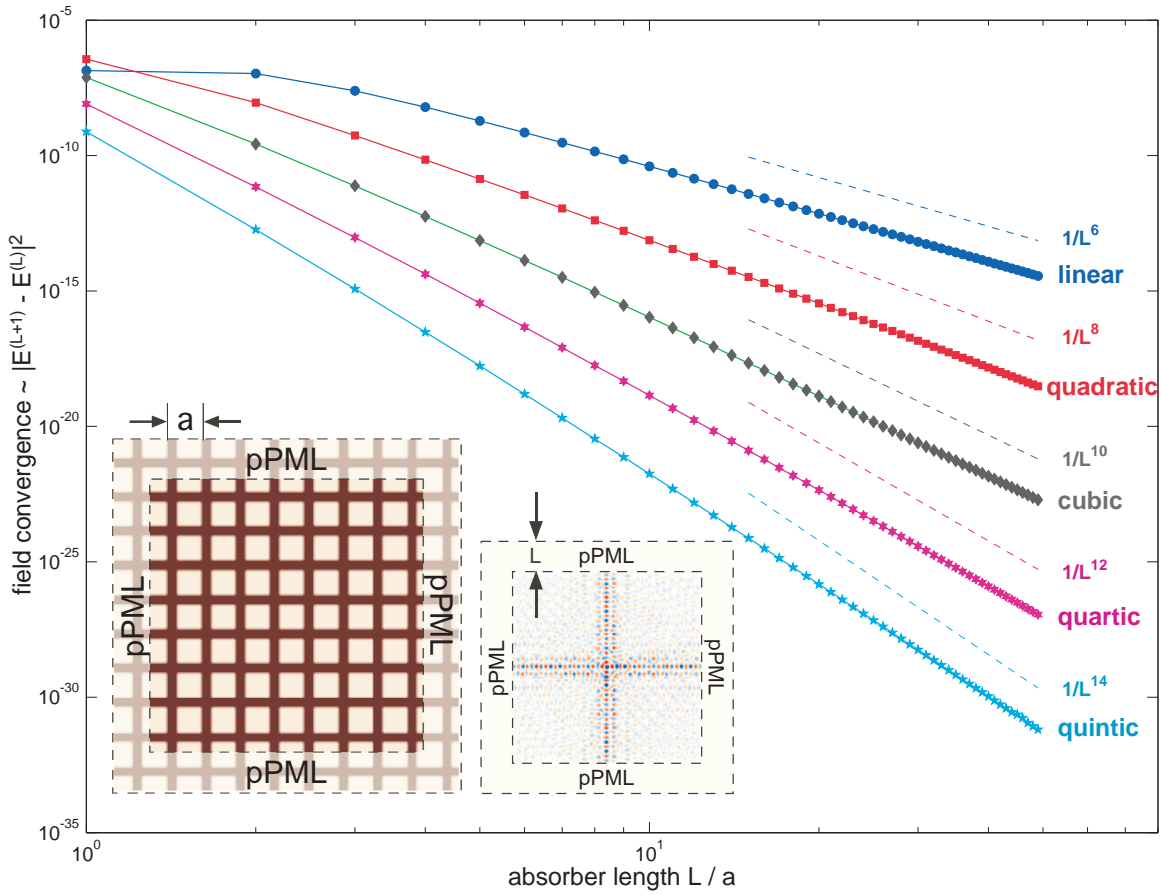 field convergence ~ |E^(L+1) - E^(L)|^2
10^-5
10^-10
10^-15
10^-20
10^-25
10^-30
10^-35
10^0
10^1
absorber length L / a
1/L^6
linear
1/L^8
quadratic
1/L^10
cubic
1/L^12
quartic
1/L^14
quintic
a
pPML
pPML
pPML
pPML
L
pPML
pPML
pPML
pPML